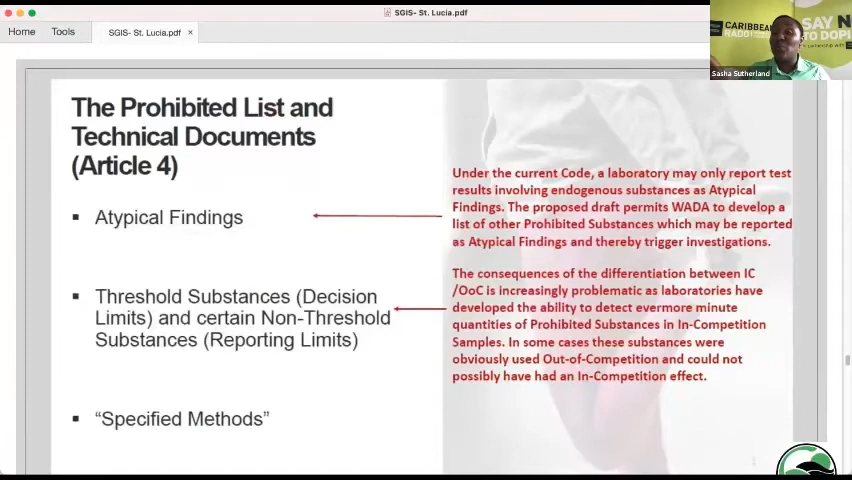 SGIS- St. Lucia.pdf
Home Tools SGIS- St. Lucia.pdf ×
CARIBBEAN
RADO
SAY N
TO DOPI
Sasha Sutherland
The Prohibited List and
Technical Documents
(Article 4)
▪ Atypical Findings
▪ Threshold Substances (Decision
Limits) and certain Non-Threshold
Substances (Reporting Limits)
▪ “Specified Methods”
Under the current Code, a laboratory may only report test
results involving endogenous substances as Atypical
Findings. The proposed draft permits WADA to develop a
list of other Prohibited Substances which may be reported
as Atypical Findings and thereby trigger investigations.
The consequences of the differentiation between IC
/OoC is increasingly problematic as laboratories have
developed the ability to detect evermore minute
quantities of Prohibited Substances in In-Competition
Samples. In some cases these substances were
obviously used Out-of-Competition and could not
possibly have had an In-Competition effect.